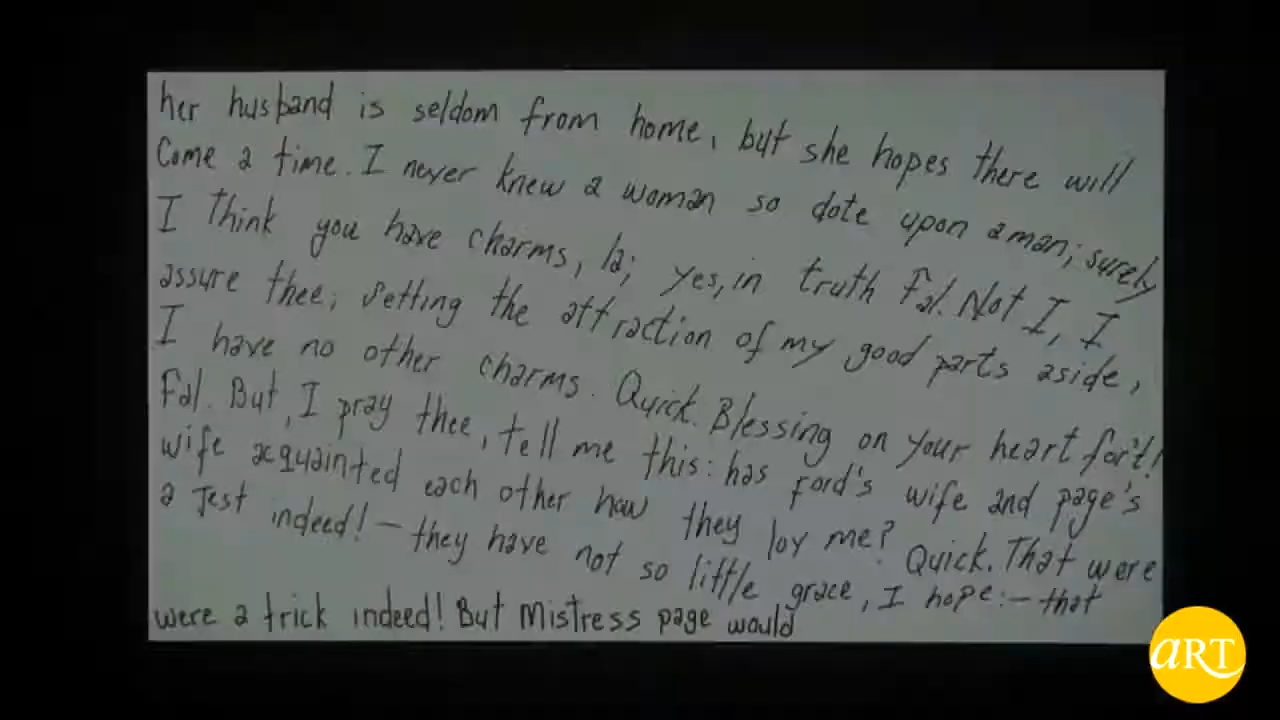 her husband is seldom from home, but she hopes there will
Come a time. I never knew a woman so dote upon a man; surely
I think you have charms, la; yes, in truth Fal. Not I, I
assure thee; setting the attraction of my good parts aside,
I have no other charms. Quick. Blessing on your heart for't!
Fal. But, I pray thee, tell me this: has Ford's wife and page's
wife acquainted each other how they lov me? Quick. That were
a Jest indeed! - they have not so little grace, I hope:- that
were a trick indeed! But Mistress page would
aRT